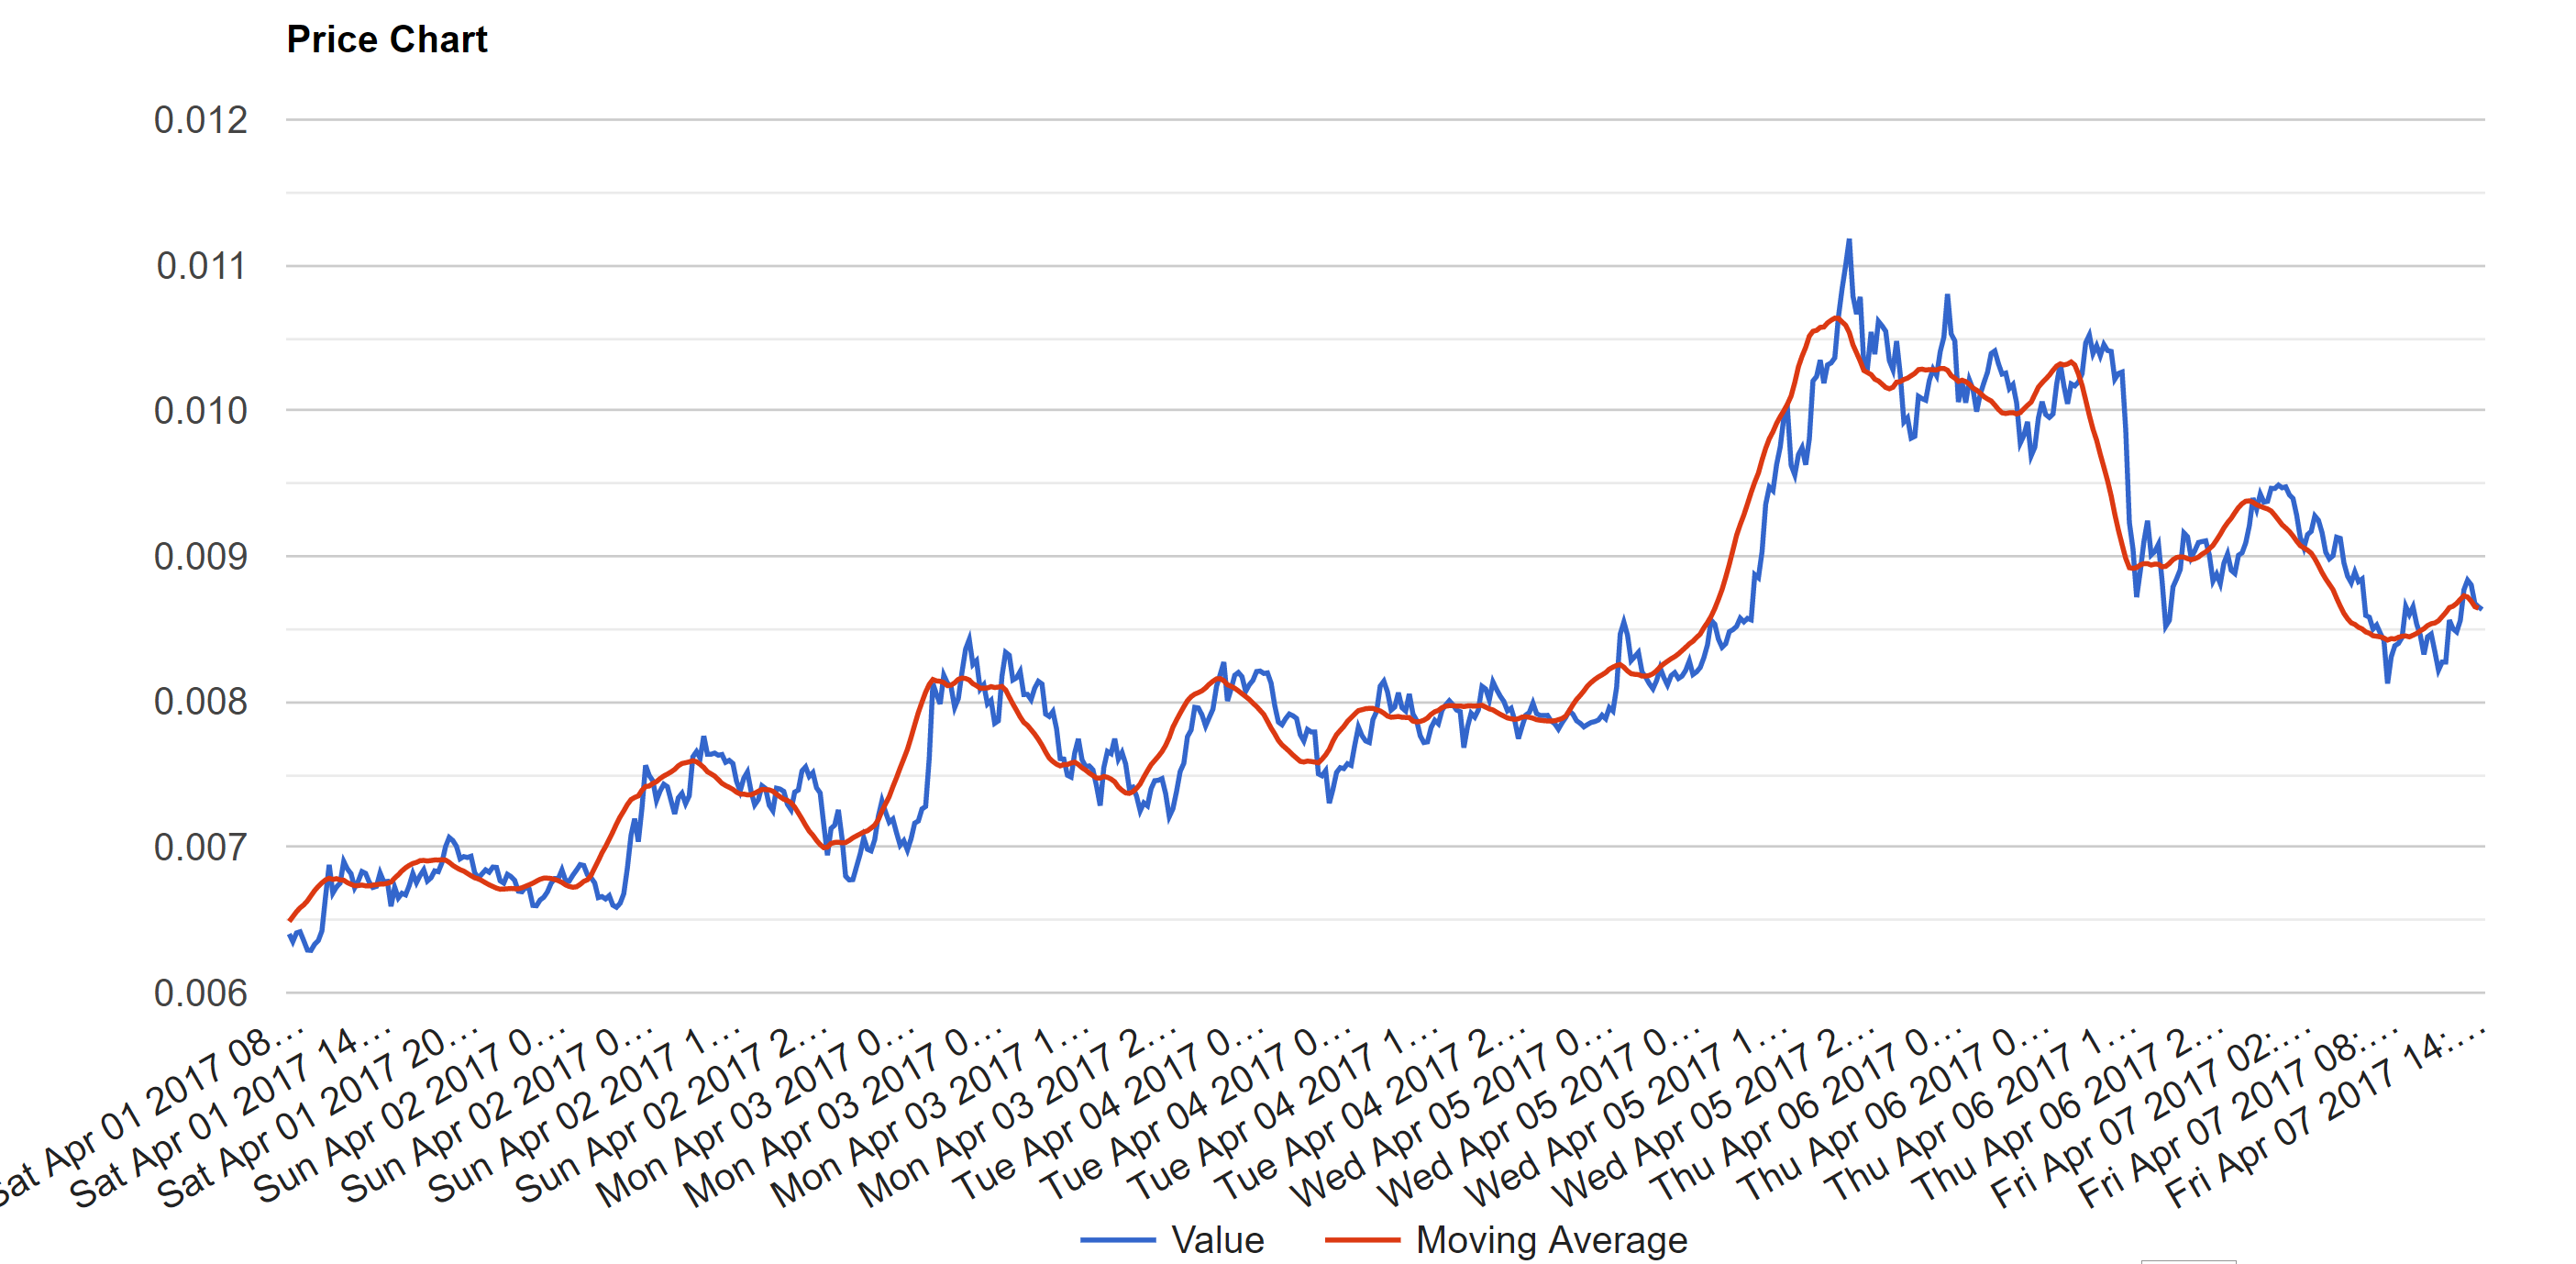 Price Chart
0.012
0.011
0.010
0.009
0.008
0.007
0.006
Sat Apr 01 2017 08...
Sat Apr 01 2017 14...
Sat Apr 01 2017 20...
Sun Apr 02 2017 0...
Sun Apr 02 2017 0...
Sun Apr 02 2017 1...
Sun Apr 02 2017 2...
Mon Apr 03 2017 0...
Mon Apr 03 2017 0...
Mon Apr 03 2017 1...
Mon Apr 03 2017 2...
Tue Apr 04 2017 0...
Tue Apr 04 2017 0...
Tue Apr 04 2017 1...
Tue Apr 04 2017 2...
Wed Apr 05 2017 0...
Wed Apr 05 2017 0...
Wed Apr 05 2017 1...
Wed Apr 05 2017 2...
Thu Apr 06 2017 0...
Thu Apr 06 2017 0...
Thu Apr 06 2017 1...
Thu Apr 06 2017 2...
Fri Apr 07 2017 02:...
Fri Apr 07 2017 08:...
Fri Apr 07 2017 14:...
Value
Moving Average